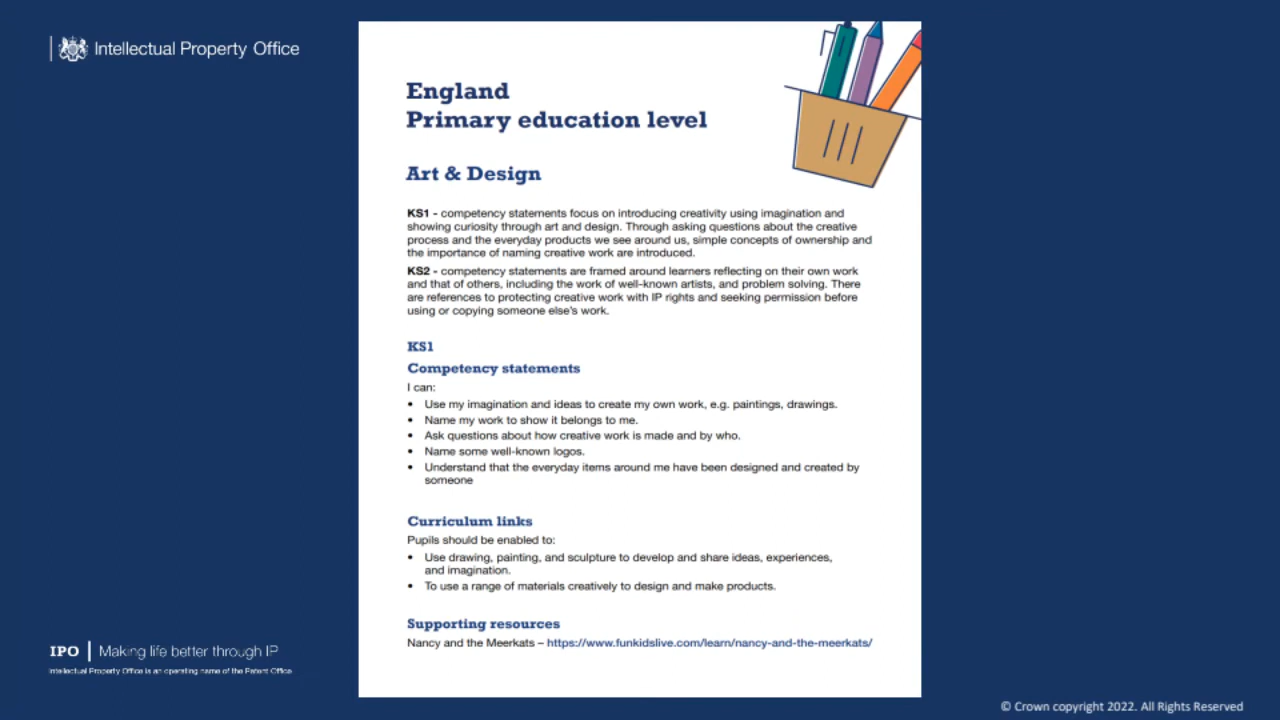 Intellectual Property Office
England
Primary education level
Art & Design
KS1 - competency statements focus on introducing creativity using imagination and
showing curiosity through art and design. Through asking questions about the creative
process and the everyday products we see around us, simple concepts of ownership and
the importance of naming creative work are introduced.
KS2 - competency statements are framed around learners reflecting on their own work
and that of others, including the work of well-known artists, and problem solving. There
are references to protecting creative work with IP rights and seeking permission before
using or copying someone else's work.
KS1
Competency statements
I can:
• Use my imagination and ideas to create my own work, e.g. paintings, drawings.
• Name my work to show it belongs to me.
• Ask questions about how creative work is made and by who.
• Name some well-known logos.
• Understand that the everyday items around me have been designed and created by
someone
Curriculum links
Pupils should be enabled to:
• Use drawing, painting, and sculpture to develop and share ideas, experiences,
and imagination.
• To use a range of materials creatively to design and make products.
Supporting resources
Nancy and the Meerkats – https://www.funkidslive.com/learn/nancy-and-the-meerkats/
IPO | Making life better through IP
Intellectual Property Office is an operating name of the Patent Office
© Crown copyright 2022. All Rights Reserved